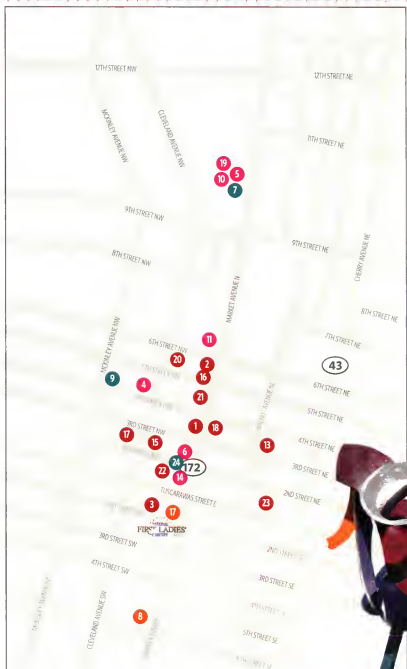 12TH STREET NW
12TH STREET NE
MCKINLEY AVENUE NW
CLEVELAND AVENUE NW
11TH STREET NE
19
10
5
7
9TH STREET NW
9TH STREET NE
CHERRY AVENUE NE
8TH STREET NW
MARKET AVENUE N
8TH STREET NE
7TH STREET NE
11
6TH STREET NW
20
2
43
MCKINLEY AVENUE NW
9
4
16
6TH STREET NE
21
5TH STREET NE
1
18
3RD STREET NW
17
15
13
4TH STREET NE
6
24
172
22
14
3RD STREET NE
TUSCARAWAS STREET E
2ND STREET NE
3
17
23
NATIONAL
FIRST LADIES'
LIBRARY
3RD STREET SW
4TH STREET SW
3RD STREET SE
CLEVELAND AVENUE SW
8
5TH STREET SE